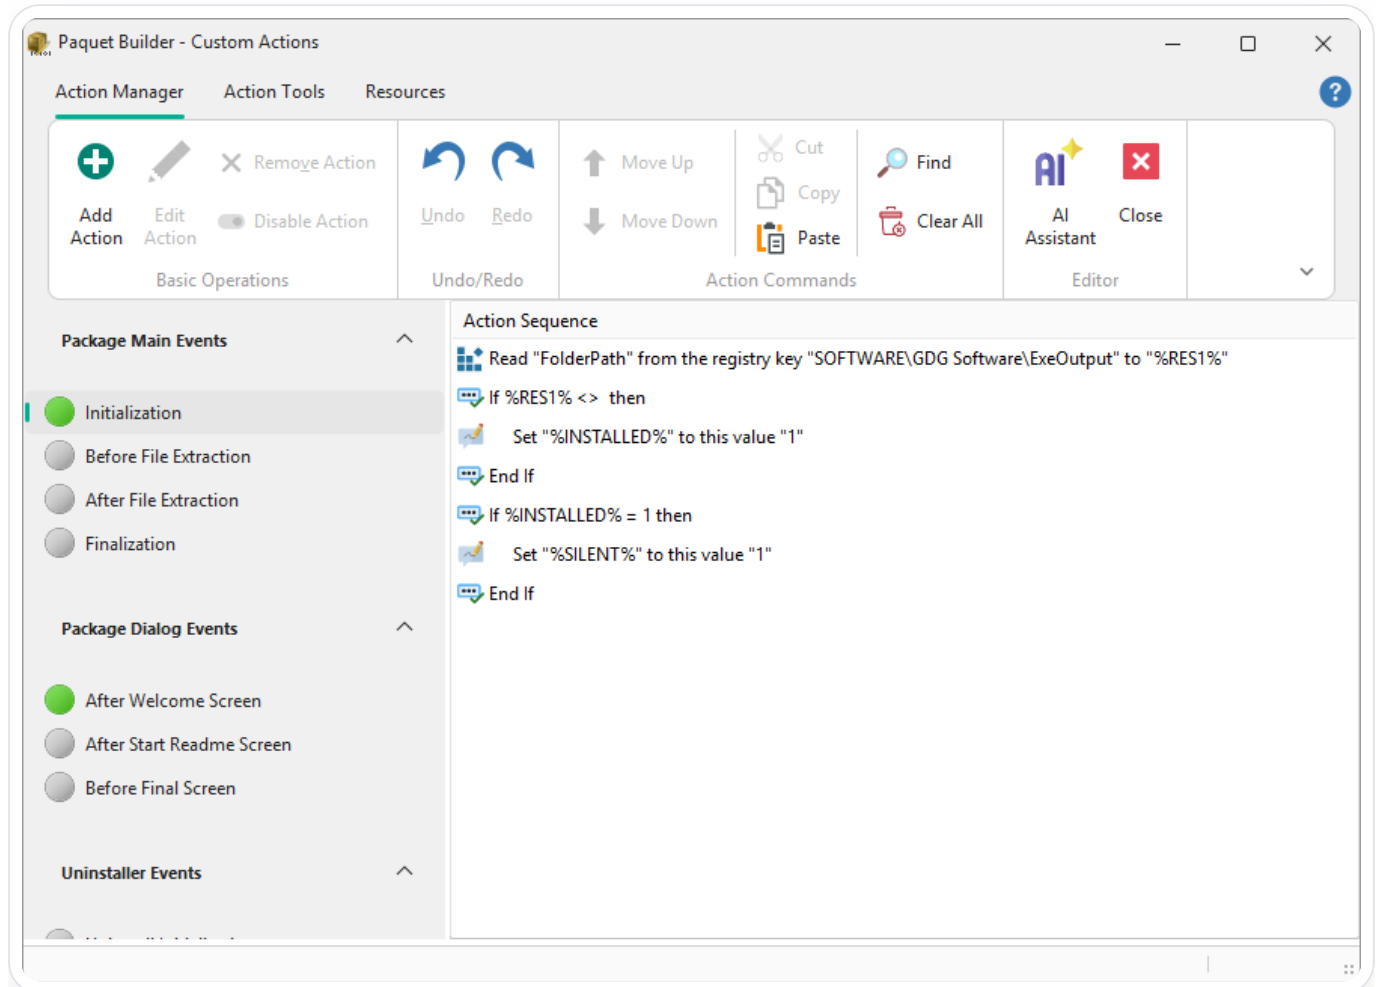 Paquet Builder - Custom Actions
Action Manager
Action Tools
Resources
?
Add Action
Edit Action
Remove Action
Disable Action
Basic Operations
Undo
Redo
Undo/Redo
Move Up
Move Down
Cut
Copy
Paste
Find
Clear All
Action Commands
AI
AI Assistant
Close
Editor
Package Main Events
Initialization
Before File Extraction
After File Extraction
Finalization
Package Dialog Events
After Welcome Screen
After Start Readme Screen
Before Final Screen
Uninstaller Events
Action Sequence
Read "FolderPath" from the registry key "SOFTWARE\GDG Software\ExeOutput" to "%RES1%"
If %RES1% <>  then
Set "%INSTALLED%" to this value "1"
End If
If %INSTALLED% = 1 then
Set "%SILENT%" to this value "1"
End If